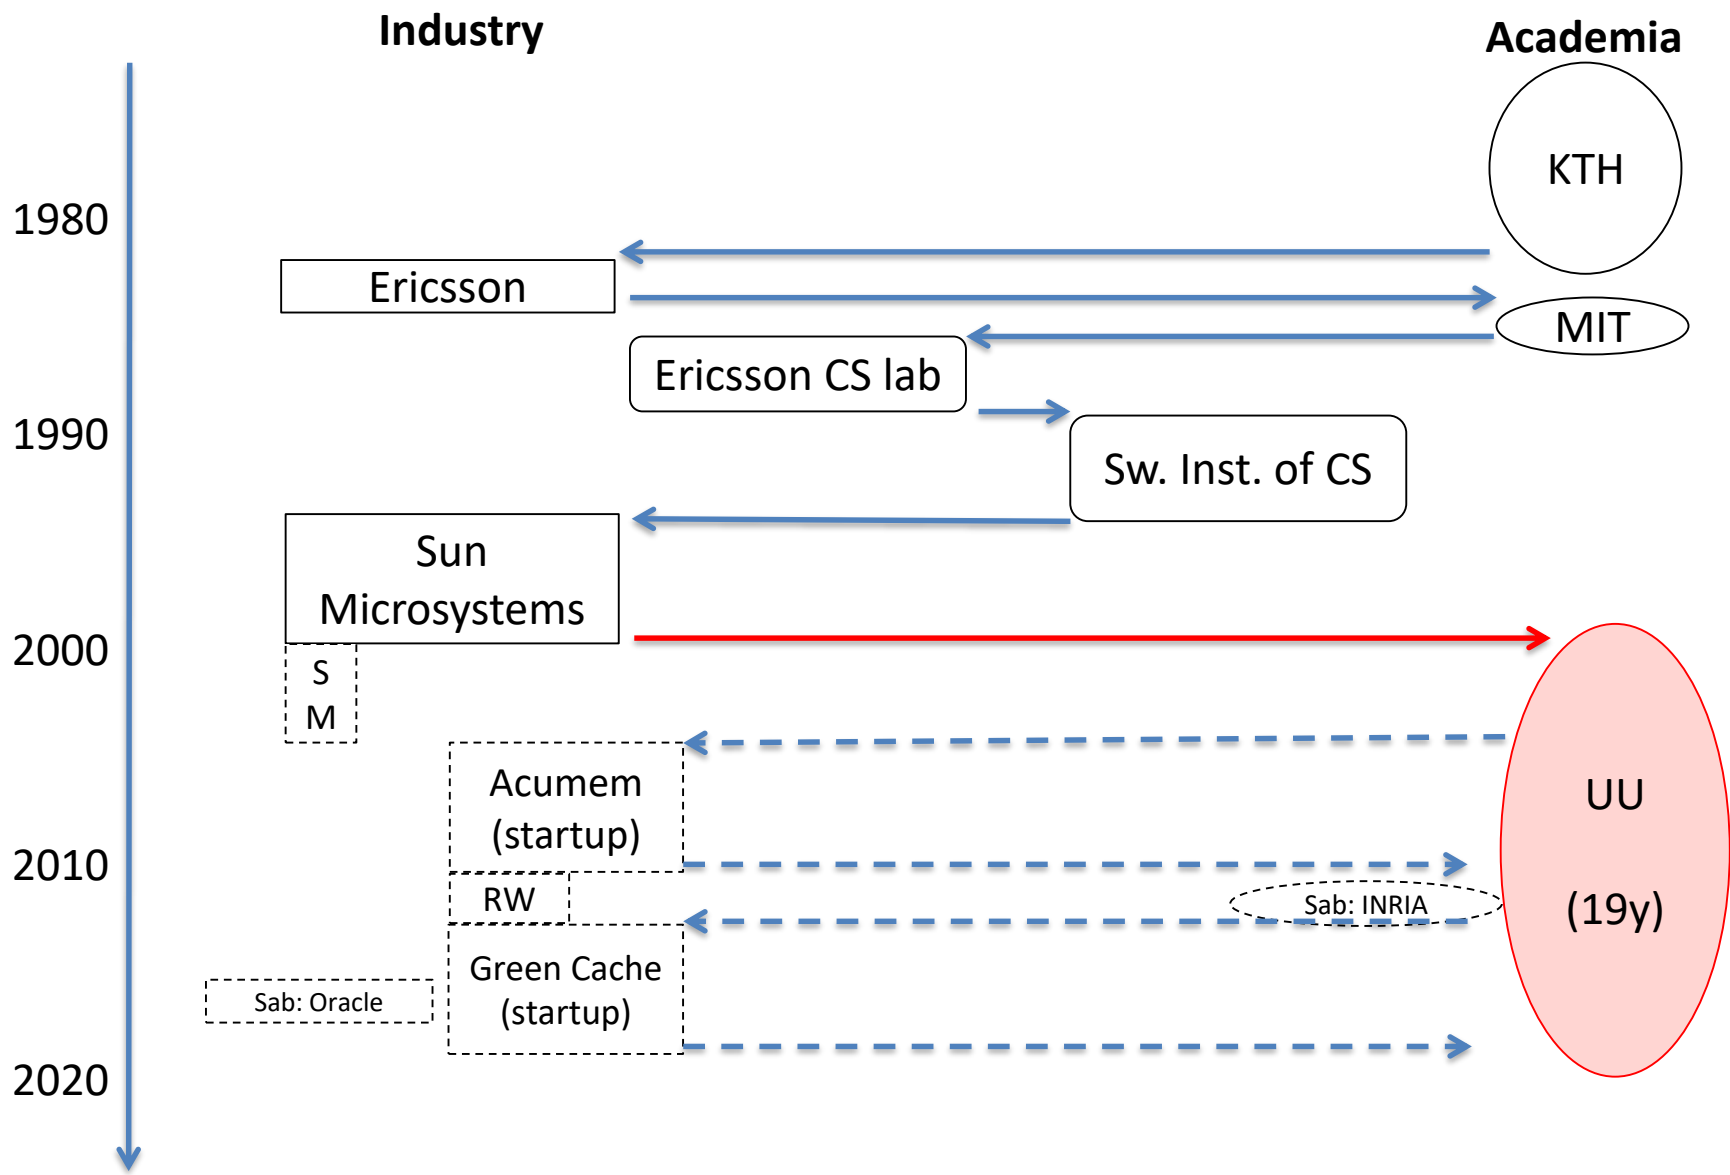 Industry
Academia
KTH
1980
Ericsson
MIT
Ericsson CS lab
1990
Sw. Inst. of CS
Sun
Microsystems
2000
S
M
Acumem
(startup)
UU
(19y)
2010
RW
Sab: INRIA
Green Cache
(startup)
Sab: Oracle
2020